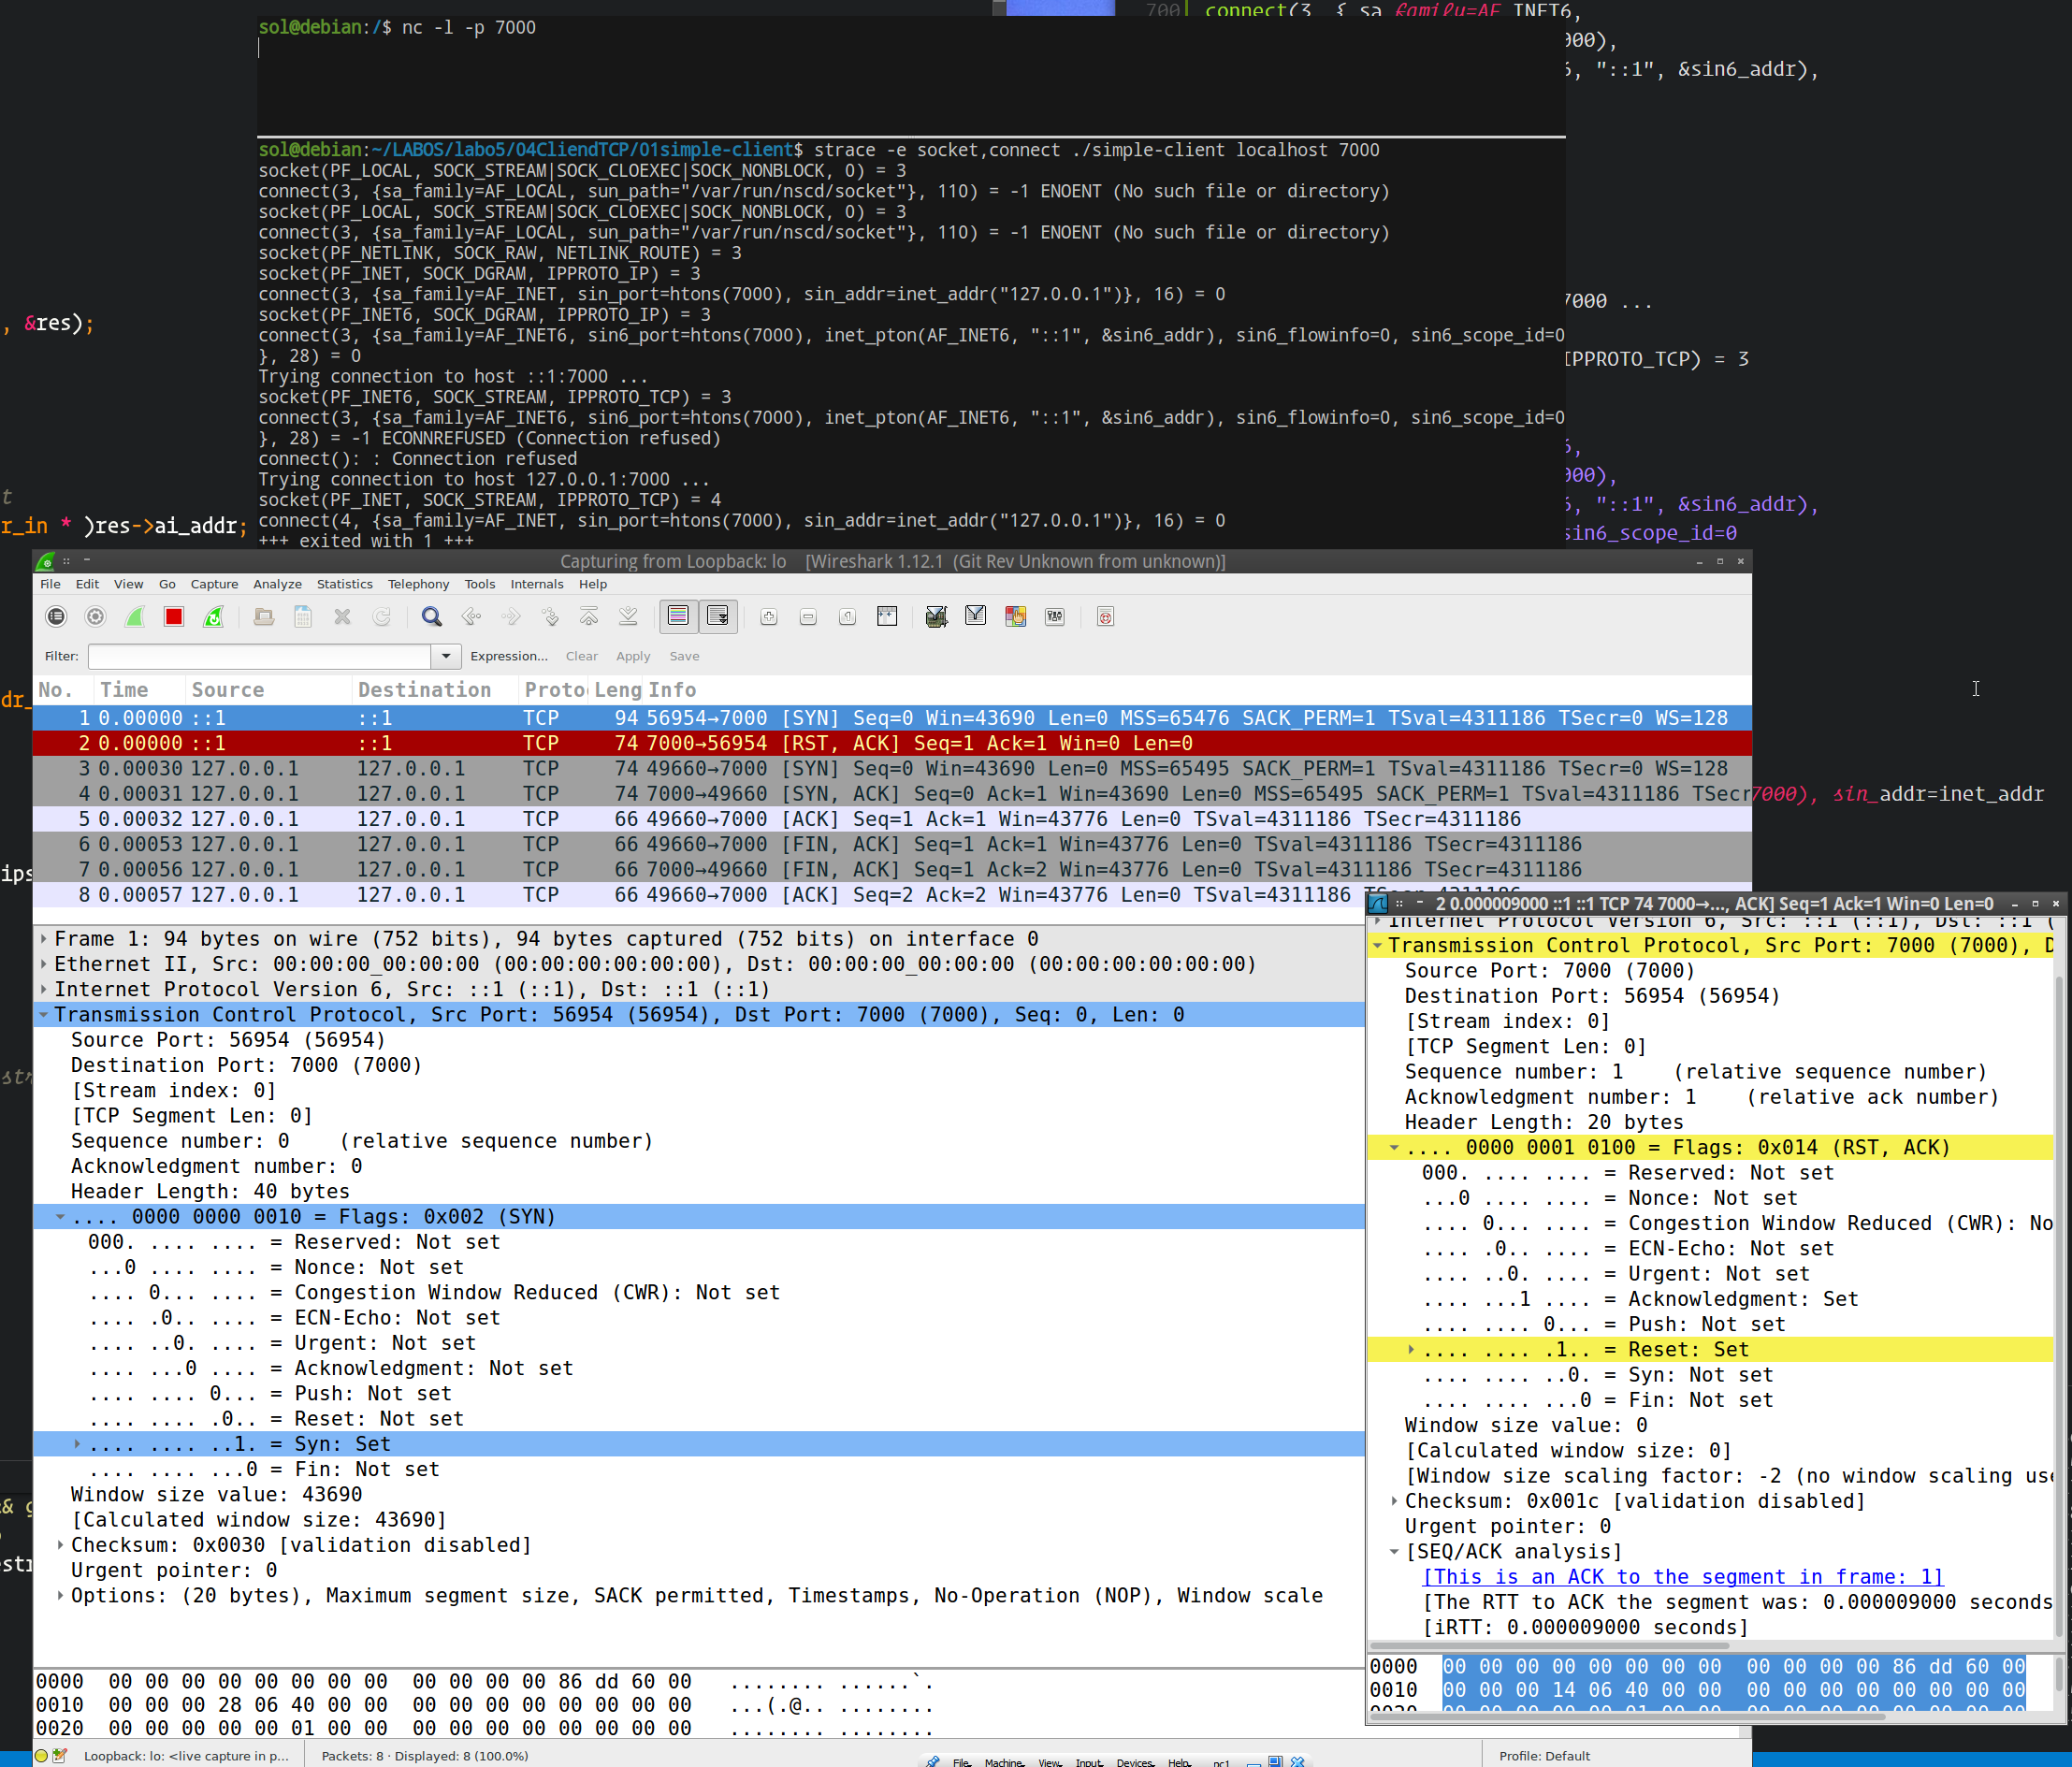 700| connect(3, { sa_family=AF_INET6,
sol@debian:/$ nc -l -p 7000
000),
6, "::1", &sin6_addr),
sol@debian:~/LABOS/labo5/04CliendTCP/01simple-client$ strace -e socket,connect ./simple-client localhost 7000
socket(PF_LOCAL, SOCK_STREAM|SOCK_CLOEXEC|SOCK_NONBLOCK, 0) = 3
connect(3, {sa_family=AF_LOCAL, sun_path="/var/run/nscd/socket"}, 110) = -1 ENOENT (No such file or directory)
socket(PF_LOCAL, SOCK_STREAM|SOCK_CLOEXEC|SOCK_NONBLOCK, 0) = 3
connect(3, {sa_family=AF_LOCAL, sun_path="/var/run/nscd/socket"}, 110) = -1 ENOENT (No such file or directory)
socket(PF_NETLINK, SOCK_RAW, NETLINK_ROUTE) = 3
socket(PF_INET, SOCK_DGRAM, IPPROTO_IP) = 3
connect(3, {sa_family=AF_INET, sin_port=htons(7000), sin_addr=inet_addr("127.0.0.1")}, 16) = 0
socket(PF_INET6, SOCK_DGRAM, IPPROTO_IP) = 3
connect(3, {sa_family=AF_INET6, sin6_port=htons(7000), inet_pton(AF_INET6, "::1", &sin6_addr), sin6_flowinfo=0, sin6_scope_id=0
}, 28) = 0
Trying connection to host ::1:7000 ...
socket(PF_INET6, SOCK_STREAM, IPPROTO_TCP) = 3
connect(3, {sa_family=AF_INET6, sin6_port=htons(7000), inet_pton(AF_INET6, "::1", &sin6_addr), sin6_flowinfo=0, sin6_scope_id=0
}, 28) = -1 ECONNREFUSED (Connection refused)
connect(): : Connection refused
Trying connection to host 127.0.0.1:7000 ...
socket(PF_INET, SOCK_STREAM, IPPROTO_TCP) = 4
connect(4, {sa_family=AF_INET, sin_port=htons(7000), sin_addr=inet_addr("127.0.0.1")}, 16) = 0
+++ exited with 1 +++
7000 ...
IPPROTO_TCP) = 3
6,
000),
6, "::1", &sin6_addr),
sin6_scope_id=0
7000), sin_addr=inet_addr
, &res);
t
r_in * )res->ai_addr;
dr_
ips
str
& g
estr
Capturing from Loopback: lo [Wireshark 1.12.1 (Git Rev Unknown from unknown)]
File Edit View Go Capture Analyze Statistics Telephony Tools Internals Help
Filter: Expression... Clear Apply Save
No. Time Source Destination Proto Leng Info
1 0.00000 ::1 ::1 TCP 94 56954→7000 [SYN] Seq=0 Win=43690 Len=0 MSS=65476 SACK_PERM=1 TSval=4311186 TSecr=0 WS=128
2 0.00000 ::1 ::1 TCP 74 7000→56954 [RST, ACK] Seq=1 Ack=1 Win=0 Len=0
3 0.00030 127.0.0.1 127.0.0.1 TCP 74 49660→7000 [SYN] Seq=0 Win=43690 Len=0 MSS=65495 SACK_PERM=1 TSval=4311186 TSecr=0 WS=128
4 0.00031 127.0.0.1 127.0.0.1 TCP 74 7000→49660 [SYN, ACK] Seq=0 Ack=1 Win=43690 Len=0 MSS=65495 SACK_PERM=1 TSval=4311186 TSecr
5 0.00032 127.0.0.1 127.0.0.1 TCP 66 49660→7000 [ACK] Seq=1 Ack=1 Win=43776 Len=0 TSval=4311186 TSecr=4311186
6 0.00053 127.0.0.1 127.0.0.1 TCP 66 49660→7000 [FIN, ACK] Seq=1 Ack=1 Win=43776 Len=0 TSval=4311186 TSecr=4311186
7 0.00056 127.0.0.1 127.0.0.1 TCP 66 7000→49660 [FIN, ACK] Seq=1 Ack=2 Win=43776 Len=0 TSval=4311186 TSecr=4311186
8 0.00057 127.0.0.1 127.0.0.1 TCP 66 49660→7000 [ACK] Seq=2 Ack=2 Win=43776 Len=0 TSval=4311186 TSecr=4311186
Frame 1: 94 bytes on wire (752 bits), 94 bytes captured (752 bits) on interface 0
Ethernet II, Src: 00:00:00_00:00:00 (00:00:00:00:00:00), Dst: 00:00:00_00:00:00 (00:00:00:00:00:00)
Internet Protocol Version 6, Src: ::1 (::1), Dst: ::1 (::1)
Transmission Control Protocol, Src Port: 56954 (56954), Dst Port: 7000 (7000), Seq: 0, Len: 0
Source Port: 56954 (56954)
Destination Port: 7000 (7000)
[Stream index: 0]
[TCP Segment Len: 0]
Sequence number: 0 (relative sequence number)
Acknowledgment number: 0
Header Length: 40 bytes
.... 0000 0000 0010 = Flags: 0x002 (SYN)
000. .... .... = Reserved: Not set
...0 .... .... = Nonce: Not set
.... 0... .... = Congestion Window Reduced (CWR): Not set
.... .0.. .... = ECN-Echo: Not set
.... ..0. .... = Urgent: Not set
.... ...0 .... = Acknowledgment: Not set
.... .... 0... = Push: Not set
.... .... .0.. = Reset: Not set
.... .... ..1. = Syn: Set
.... .... ...0 = Fin: Not set
Window size value: 43690
[Calculated window size: 43690]
Checksum: 0x0030 [validation disabled]
Urgent pointer: 0
Options: (20 bytes), Maximum segment size, SACK permitted, Timestamps, No-Operation (NOP), Window scale
0000 00 00 00 00 00 00 00 00 00 00 00 00 86 dd 60 00 ........ ......`.
0010 00 00 00 28 06 40 00 00 00 00 00 00 00 00 00 00 ...(.@.. ........
0020 00 00 00 00 00 01 00 00 00 00 00 00 00 00 00 00 ........ ........
Loopback: lo: <live capture in p... Packets: 8 · Displayed: 8 (100.0%) Profile: Default
File Machine View Input Devices Help nc1
2 0.000009000 ::1 ::1 TCP 74 7000→..., ACK] Seq=1 Ack=1 Win=0 Len=0
Internet Protocol Version 6, Src: ::1 (::1), Dst: ::1 (
Transmission Control Protocol, Src Port: 7000 (7000), D
Source Port: 7000 (7000)
Destination Port: 56954 (56954)
[Stream index: 0]
[TCP Segment Len: 0]
Sequence number: 1 (relative sequence number)
Acknowledgment number: 1 (relative ack number)
Header Length: 20 bytes
.... 0000 0001 0100 = Flags: 0x014 (RST, ACK)
000. .... .... = Reserved: Not set
...0 .... .... = Nonce: Not set
.... 0... .... = Congestion Window Reduced (CWR): No
.... .0.. .... = ECN-Echo: Not set
.... ..0. .... = Urgent: Not set
.... ...1 .... = Acknowledgment: Set
.... .... 0... = Push: Not set
.... .... .1.. = Reset: Set
.... .... ..0. = Syn: Not set
.... .... ...0 = Fin: Not set
Window size value: 0
[Calculated window size: 0]
[Window size scaling factor: -2 (no window scaling use
Checksum: 0x001c [validation disabled]
Urgent pointer: 0
[SEQ/ACK analysis]
[This is an ACK to the segment in frame: 1]
[The RTT to ACK the segment was: 0.000009000 seconds
[iRTT: 0.000009000 seconds]
0000 00 00 00 00 00 00 00 00 00 00 00 00 86 dd 60 00
0010 00 00 00 14 06 40 00 00 00 00 00 00 00 00 00 00